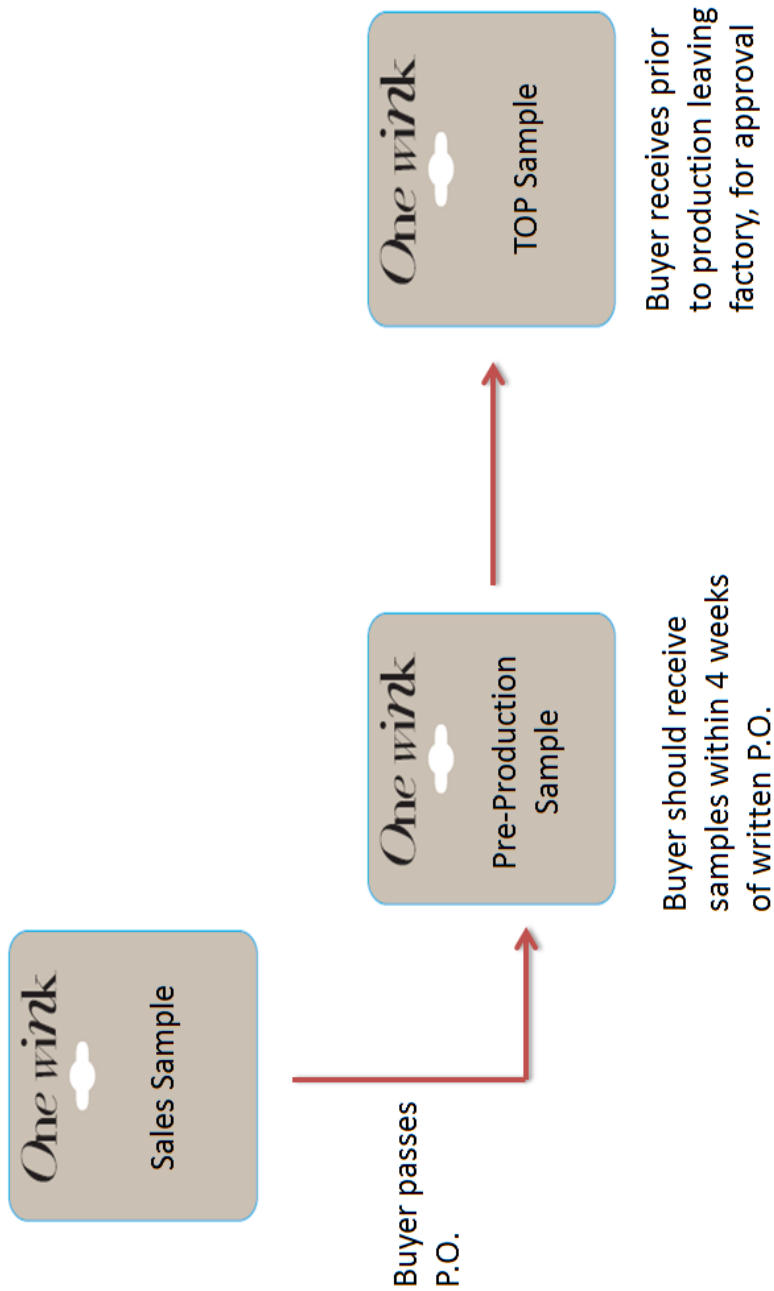 One wink
Sales Sample
Buyer passes
P.O.
One wink
Pre-Production
Sample
Buyer should receive
samples within 4 weeks
of written P.O.
One wink
TOP Sample
Buyer receives prior
to production leaving
factory, for approval